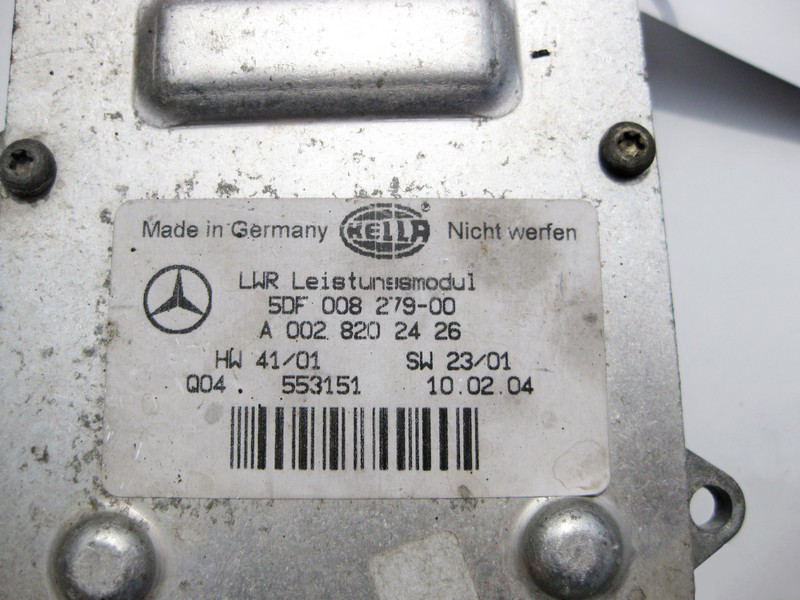 Made in Germany HELLA ® Nicht werfen
LWR Leistungsmodul
5DF 008 279-00
A 002 820 24 26
HW 41/01 SW 23/01
Q04. 553151 10.02.04